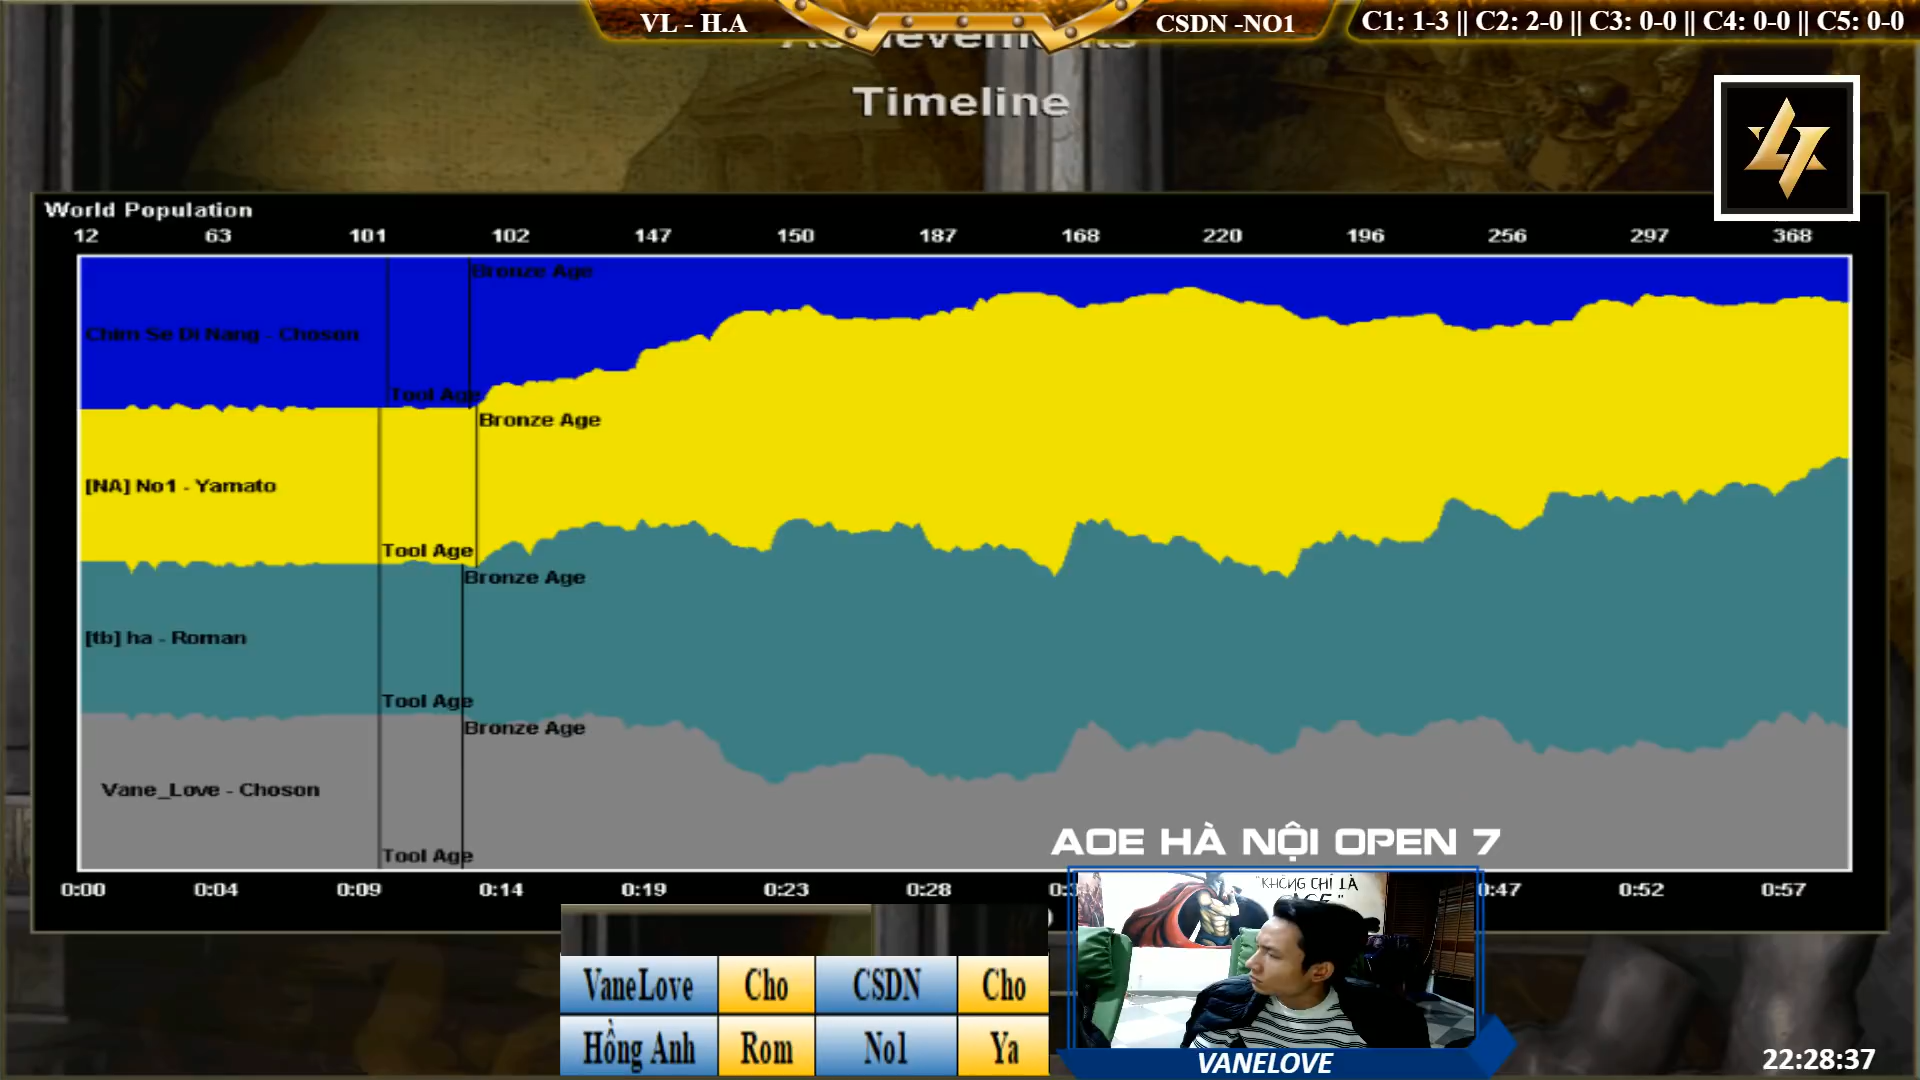 VL - H.A
CSDN -NO1
C1: 1-3 || C2: 2-0 || C3: 0-0 || C4: 0-0 || C5: 0-0
Achievements
Timeline
World Population
12 63 101 102 147 150 187 168 220 196 256 297 368
Bronze Age
Chim Se Di Nang - Choson
Tool Age
Bronze Age
[NA] No1 - Yamato
Tool Age
Bronze Age
[tb] ha - Roman
Tool Age
Bronze Age
Vane_Love - Choson
Tool Age
AOE HÀ NỘI OPEN 7
0:00 0:04 0:09 0:14 0:19 0:23 0:28 0:47 0:52 0:57
"KHÔNG CHỈ LÀ
VaneLove Cho CSDN Cho
Hồng Anh Rom No1 Ya
VANELOVE
22:28:37